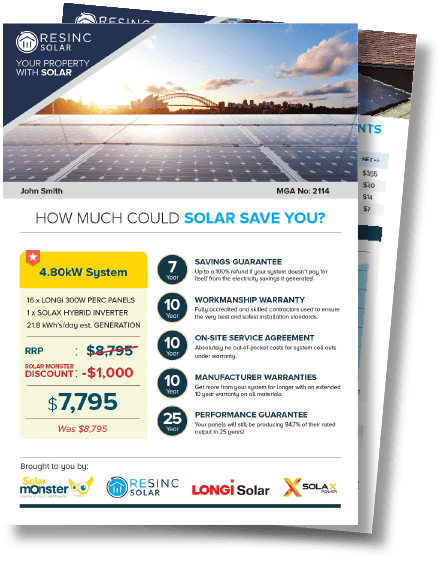 RESINC
SOLAR
RESINC
SOLAR
YOUR PROPERTY
WITH SOLAR
NTS
$355
$30
$14
$7
John Smith
MGA No: 2114
HOW MUCH COULD SOLAR SAVE YOU?
4.80kW System
16 x LONGi 300W PERC PANELS
1 x SOLAX HYBRID INVERTER
21.8 kWh's/day est. GENERATION
RRP : $8,795
SOLAR MONSTER
DISCOUNT: -$1,000
$7,795
Was $8,795
7
Year
SAVINGS GUARANTEE
Up to a 100% refund if your system doesn't pay for
itself from the electricity savings it generates!
10
Year
WORKMANSHIP WARRANTY
Fully accredited and skilled contractors used to ensure
the very best and safest installation standards.
10
Year
ON-SITE SERVICE AGREEMENT
Absolutely no out-of-pocket costs for system call outs
under warranty.
10
Year
MANUFACTURER WARRANTIES
Get more from your system for longer with an extended
10 year warranty on all materials.
25
Year
PERFORMANCE GUARANTEE
Your panels will still be producing 84.7% of their rated
output in 25 years!
Brought to you by:
Solar
monster
RESINC
SOLAR
LONGi Solar
SOLAX
POWER